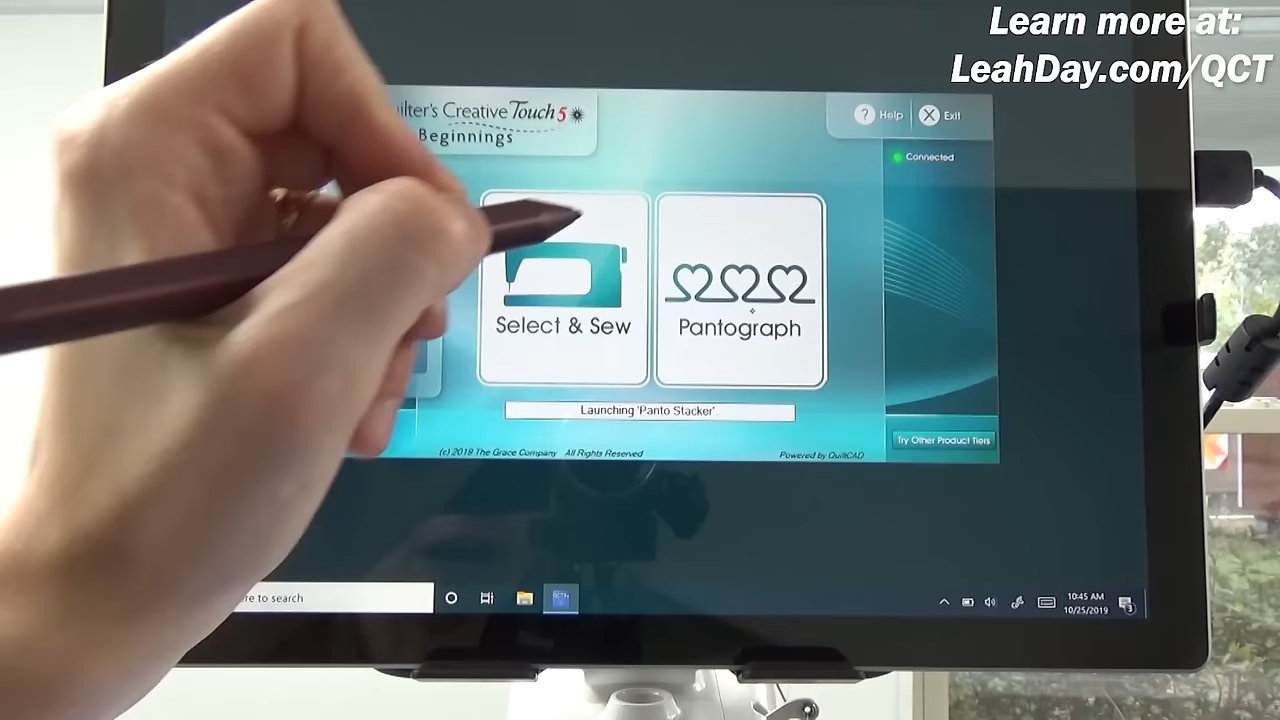 Learn more at:
LeahDay.com/QCT
ilter's Creative Touch 5
Beginnings
? Help
X Exit
Connected
Select & Sew
Pantograph
Launching 'Panto Stacker'
Try Other Product Tiers
(c) 2019 The Grace Company All Rights Reserved
Powered by QuiltCAD
re to search
10:45 AM
10/25/2019
3